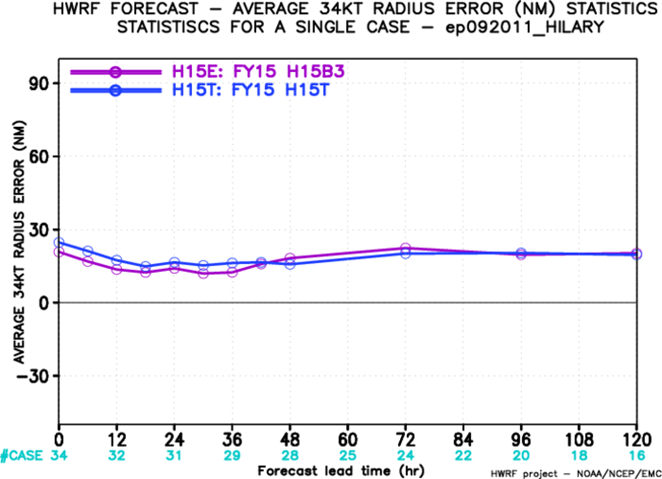 HWRF FORECAST – AVERAGE 34KT RADIUS ERROR (NM) STATISTICS
STATISTISCS FOR A SINGLE CASE – ep092011_HILARY
H15E: FY15 H15B3
H15T: FY15 H15T
AVERAGE 34KT RADIUS ERROR (NM)
90
60
30
0
–30
0 12 24 36 48 60 72 84 96 108 120
#CASE 34 32 31 29 28 25 24 22 20 18 16
Forecast lead time (hr)
HWRF project – NOAA/NCEP/EMC